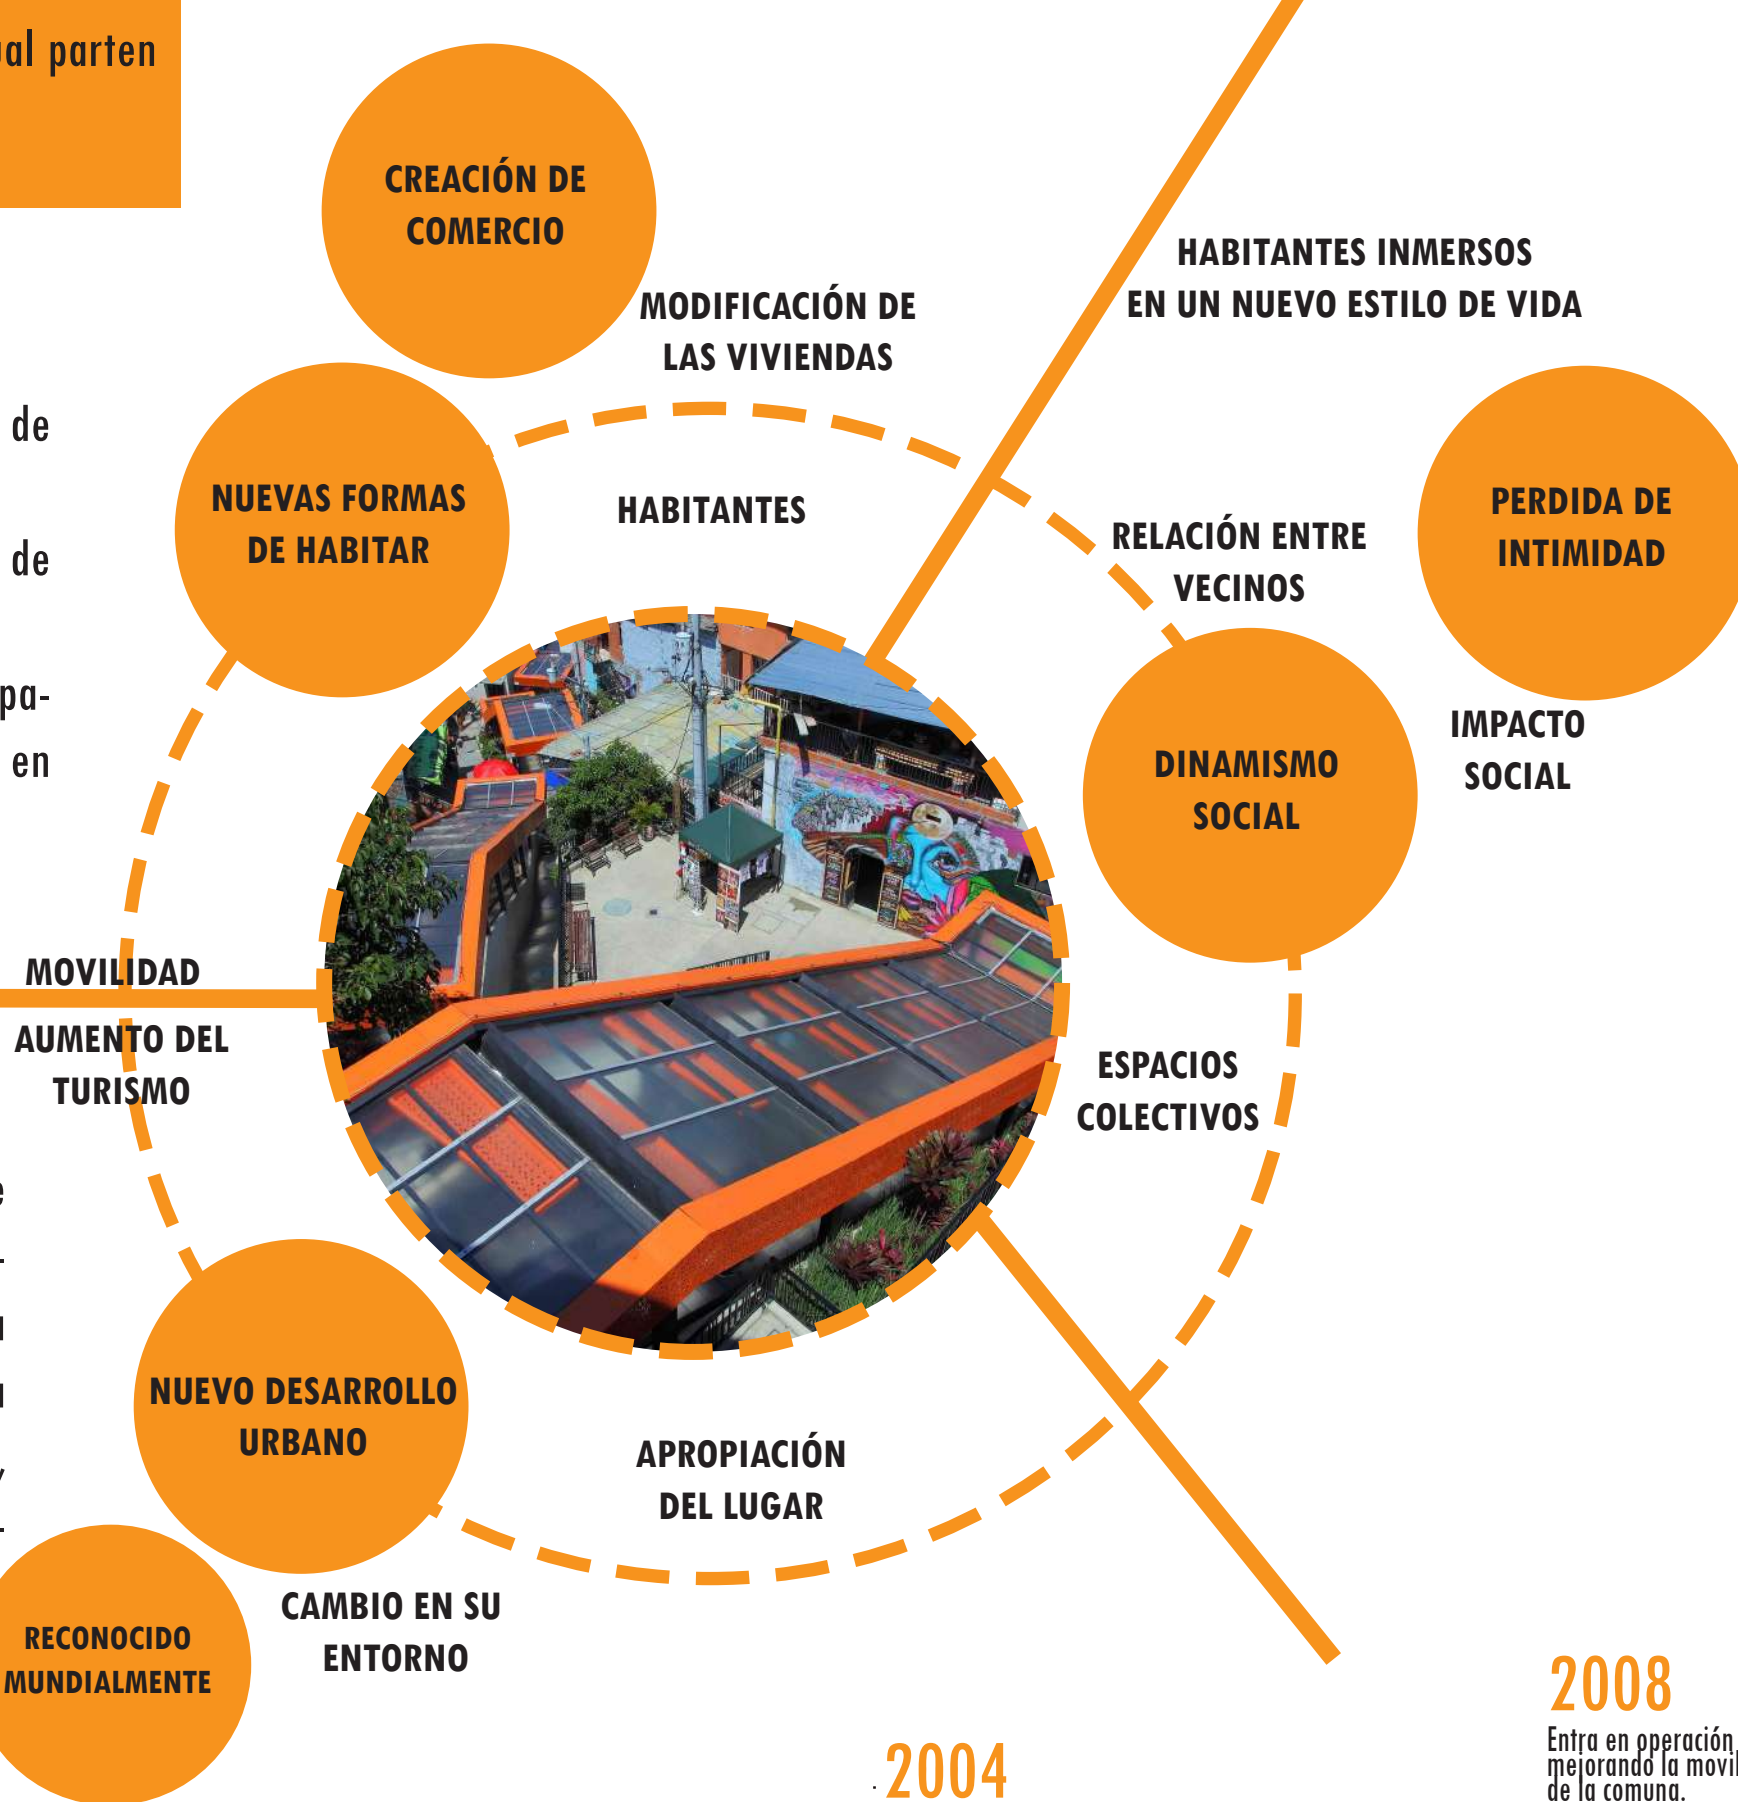 parten
CREACIÓN DE
COMERCIO
MODIFICACIÓN DE
LAS VIVIENDAS
HABITANTES INMERSOS
EN UN NUEVO ESTILO DE VIDA
de
NUEVAS FORMAS
DE HABITAR
HABITANTES
RELACIÓN ENTRE
VECINOS
PERDIDA DE
INTIMIDAD
de
pa-
en
IMPACTO
SOCIAL
DINAMISMO
SOCIAL
MOVILIDAD
AUMENTO DEL
TURISMO
ESPACIOS
COLECTIVOS
NUEVO DESARROLLO
URBANO
APROPIACIÓN
DEL LUGAR
CAMBIO EN SU
ENTORNO
RECONOCIDO
MUNDIALMENTE
2004
2008
Entra en operación
mejorando la movil
de la comuna.